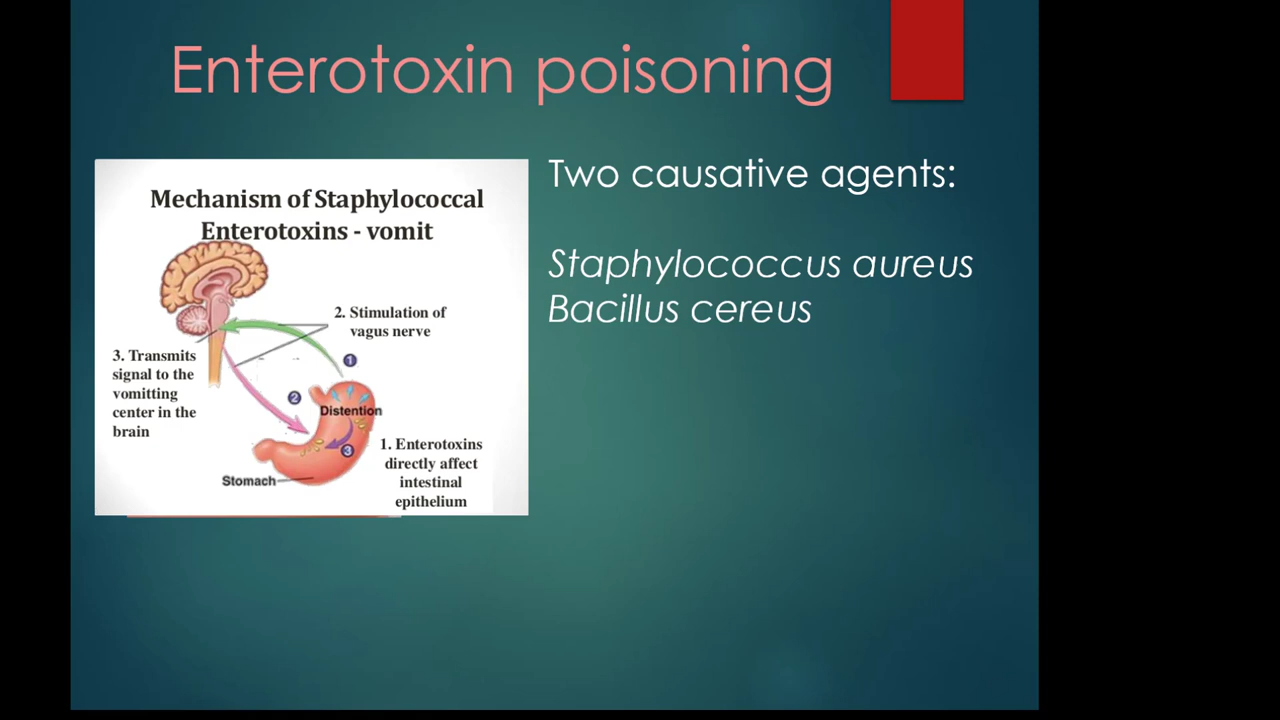 Enterotoxin poisoning
Mechanism of Staphylococcal
Enterotoxins - vomit
2. Stimulation of
vagus nerve
3. Transmits
signal to the
vomitting
center in the
brain
1
2
Distention
3
1. Enterotoxins
directly affect
intestinal
epithelium
Stomach
Two causative agents:
Staphylococcus aureus
Bacillus cereus